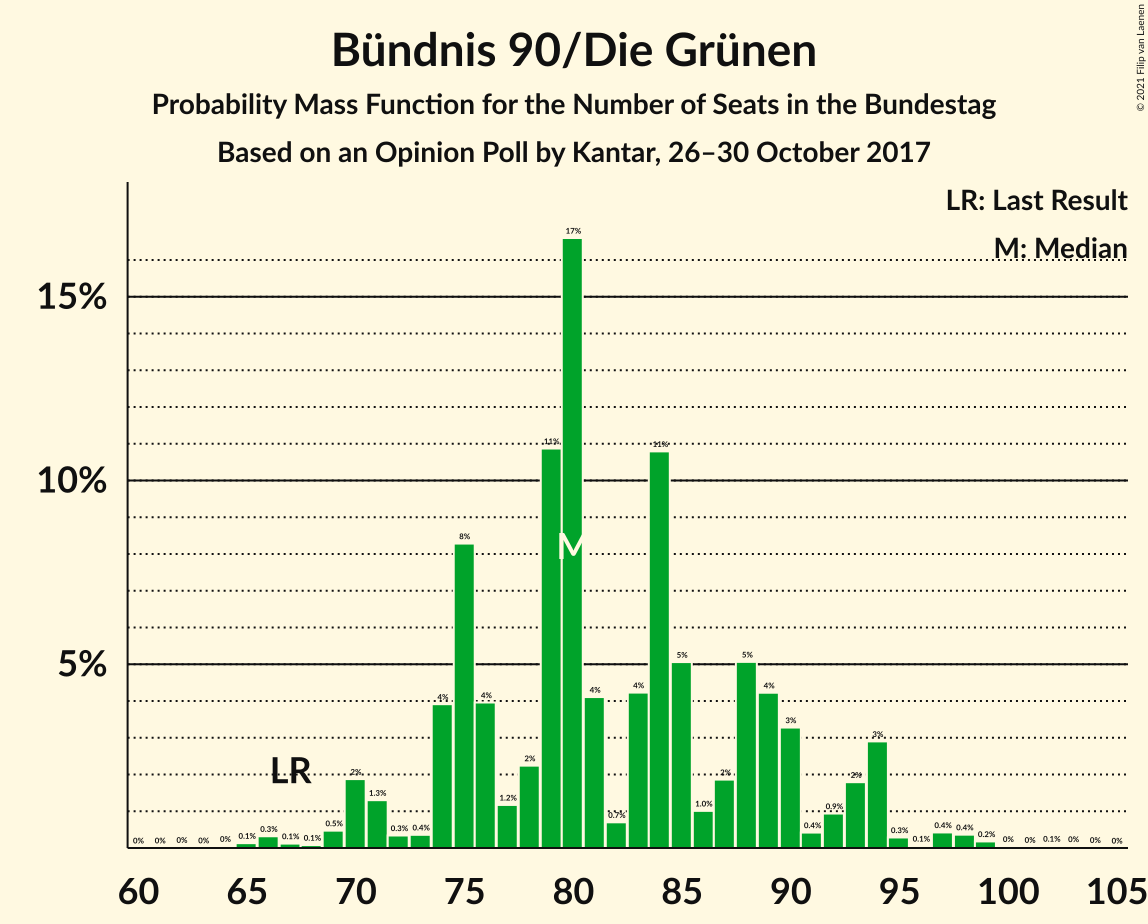 Bündnis 90/Die Grünen
Probability Mass Function for the Number of Seats in the Bundestag
Based on an Opinion Poll by Kantar, 26–30 October 2017
© 2021 Filip van Laenen
LR: Last Result
M: Median
15%
10%
5%
LR
M
0% 0% 0% 0% 0% 0.1% 0.3% 0.1% 0.1% 0.5% 2% 1.3% 0.3% 0.4% 4% 8% 4% 1.2% 2% 11% 17% 4% 0.7% 4% 11% 5% 1.0% 2% 5% 4% 3% 0.4% 0.9% 2% 3% 0.3% 0.1% 0.4% 0.4% 0.2% 0% 0% 0.1% 0% 0% 0%
60 65 70 75 80 85 90 95 100 105